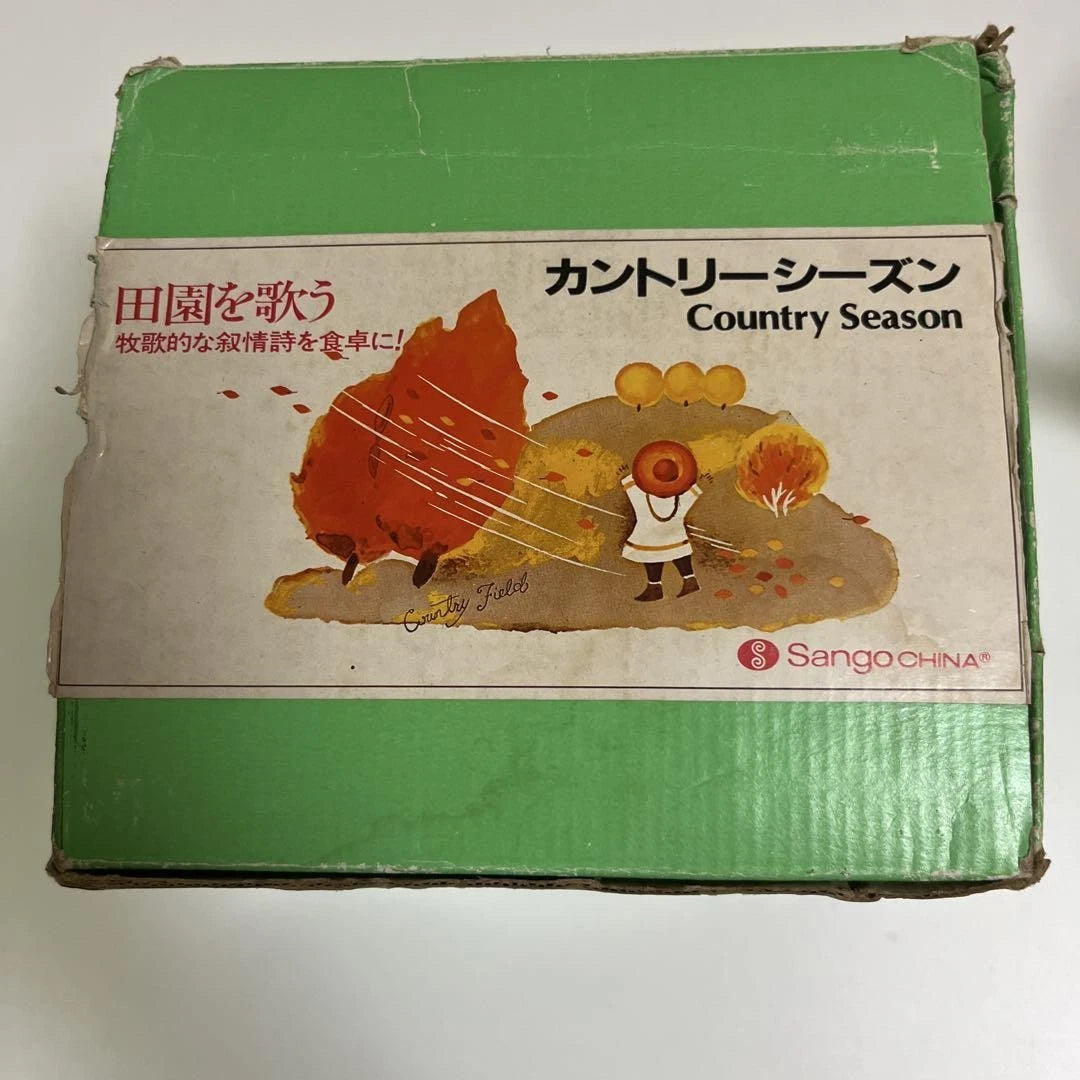 田園を歌う
牧歌的な叙情詩を食卓に!
カントリーシーズン
Country Season
Country Field
Sango CHINA®